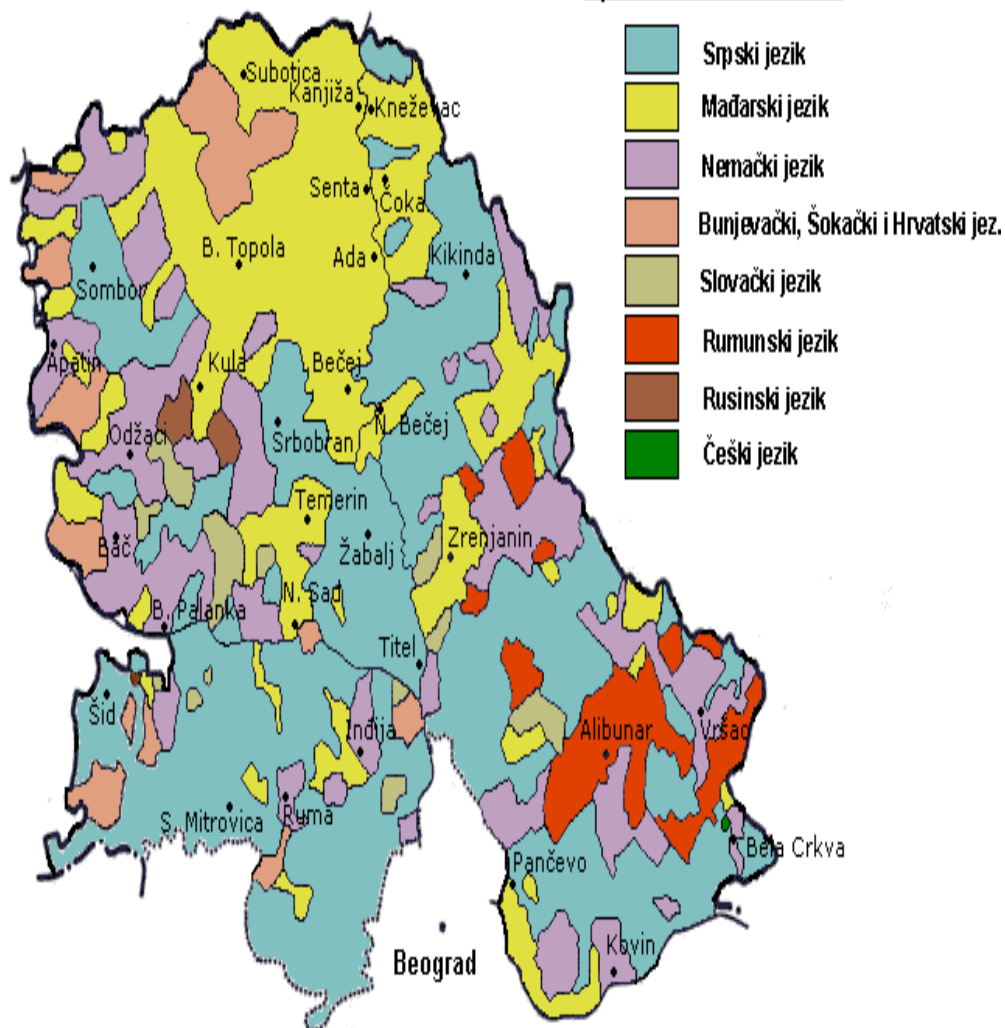 Srpski jezik
Mađarski jezik
Nemački jezik
Bunjevački, Šokački i Hrvatski jez.
Slovački jezik
Rumunski jezik
Rusinski jezik
Češki jezik
Subotica
Kanjiža
Kneževac
Senta
Čoka
B. Topola
Ada
Kikinda
Sombor
Apatin
Kula
Bečej
N. Bečej
Odžaci
Srbobran
Temerin
Zrenjanin
Bač
Žabalj
N. Sad
B. Palanka
Titel
Šid
Inđija
Alibunar
Vršac
S. Mitrovica
Ruma
Bela Crkva
Pančevo
Beograd
Kovin